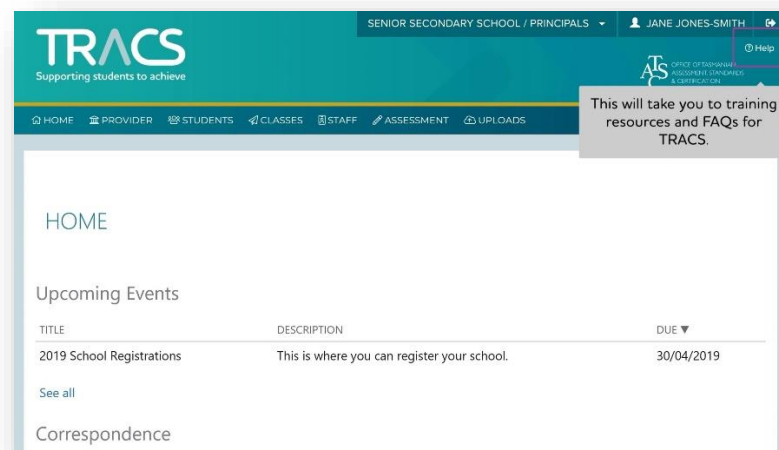 SENIOR SECONDARY SCHOOL / PRINCIPALS
JANE JONES-SMITH
TRACS
Supporting students to achieve
Help
OFFICE OF TASMANIAN
ASSESSMENT STANDARDS
& CERTIFICATION
This will take you to training
resources and FAQs for
TRACS.
HOME PROVIDER STUDENTS CLASSES STAFF ASSESSMENT UPLOADS
HOME
Upcoming Events
TITLE DESCRIPTION DUE ▼
2019 School Registrations This is where you can register your school. 30/04/2019
See all
Correspondence